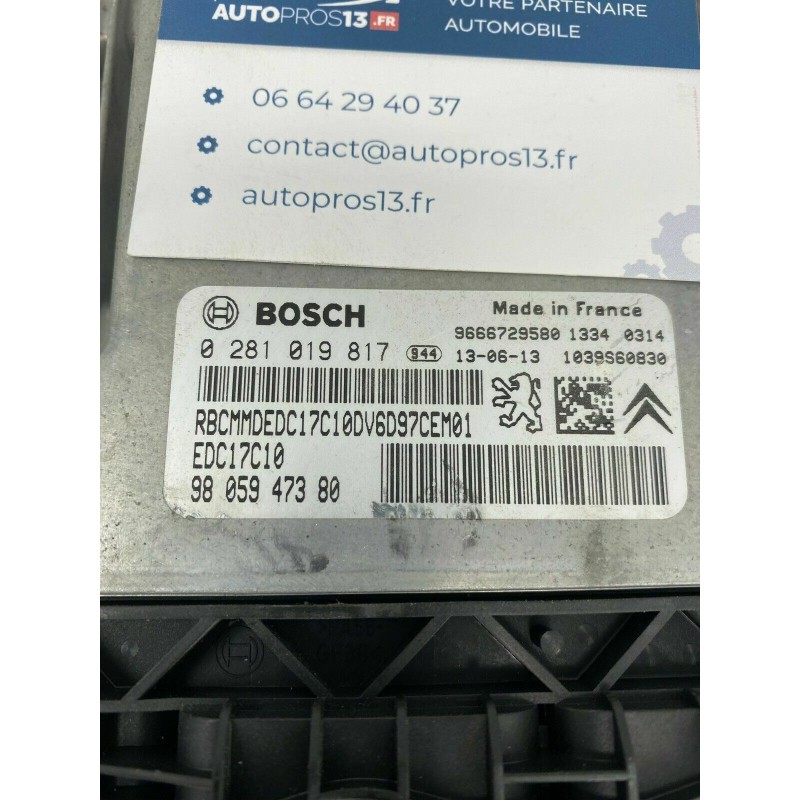 AUTOPROS13.FR
VOTRE PARTENAIRE
AUTOMOBILE
06 64 29 40 37
contact@autopros13.fr
autopros13.fr
BOSCH
Made in France
9666729580 1334 0314
0 281 019 817 944 13-06-13 1039S60830
RBCMMDEDC17C10DV6D97CEM01
EDC17C10
98 059 473 80